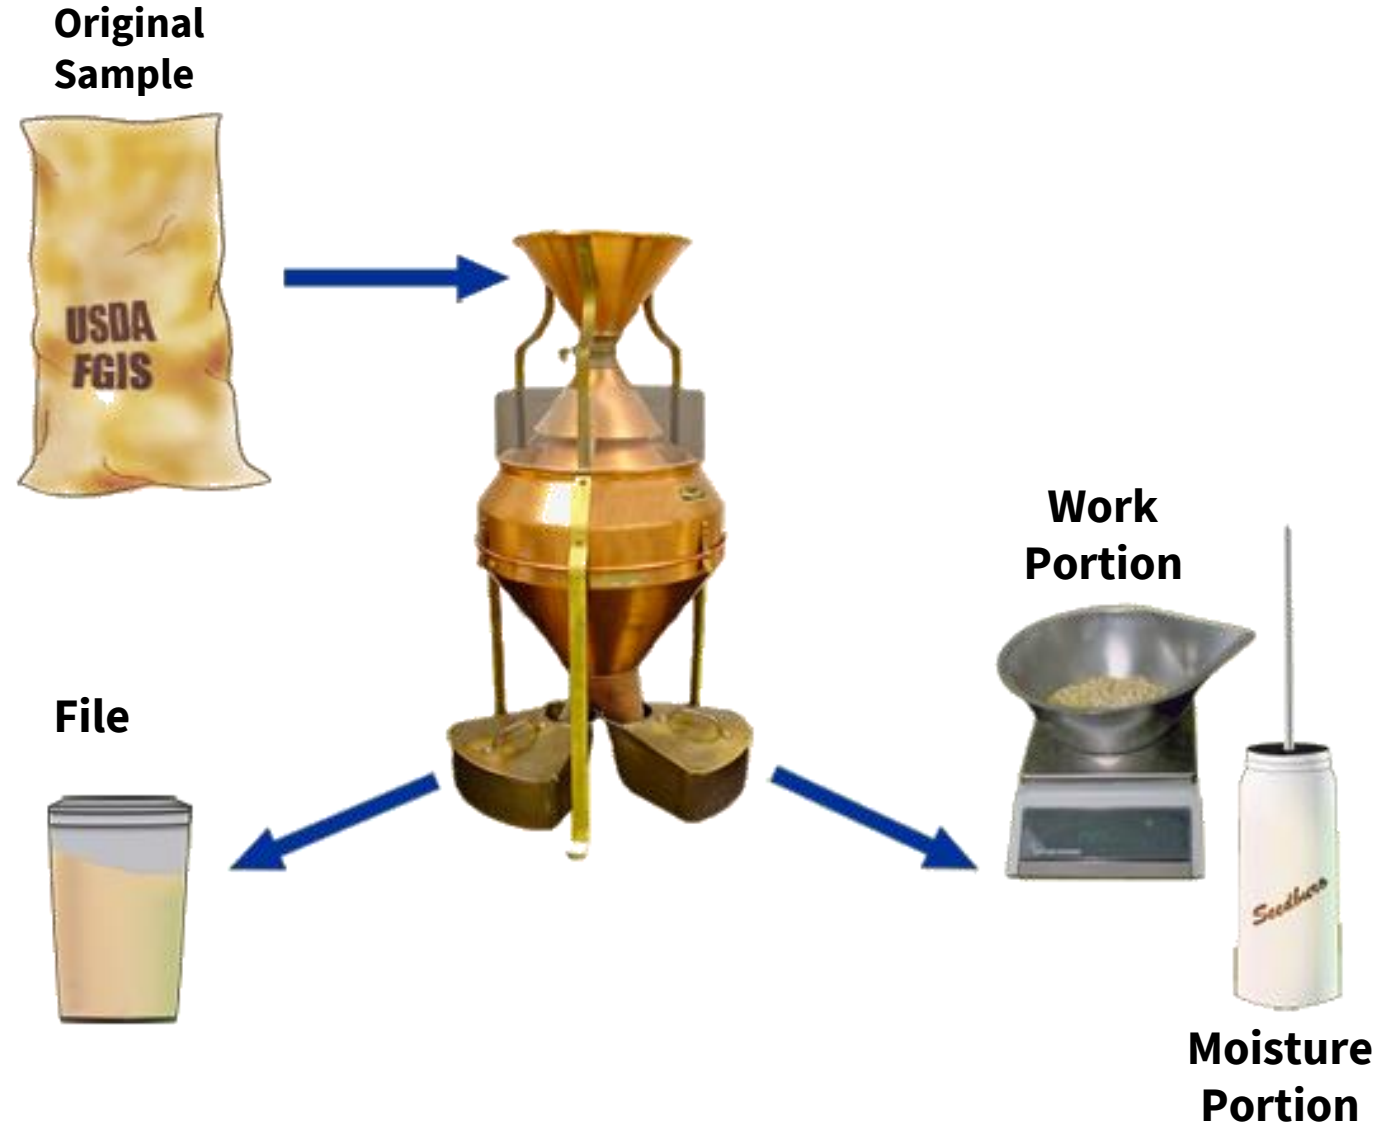 Original
Sample
USDA
FGIS
Work
Portion
File
Seedburo
Moisture
Portion